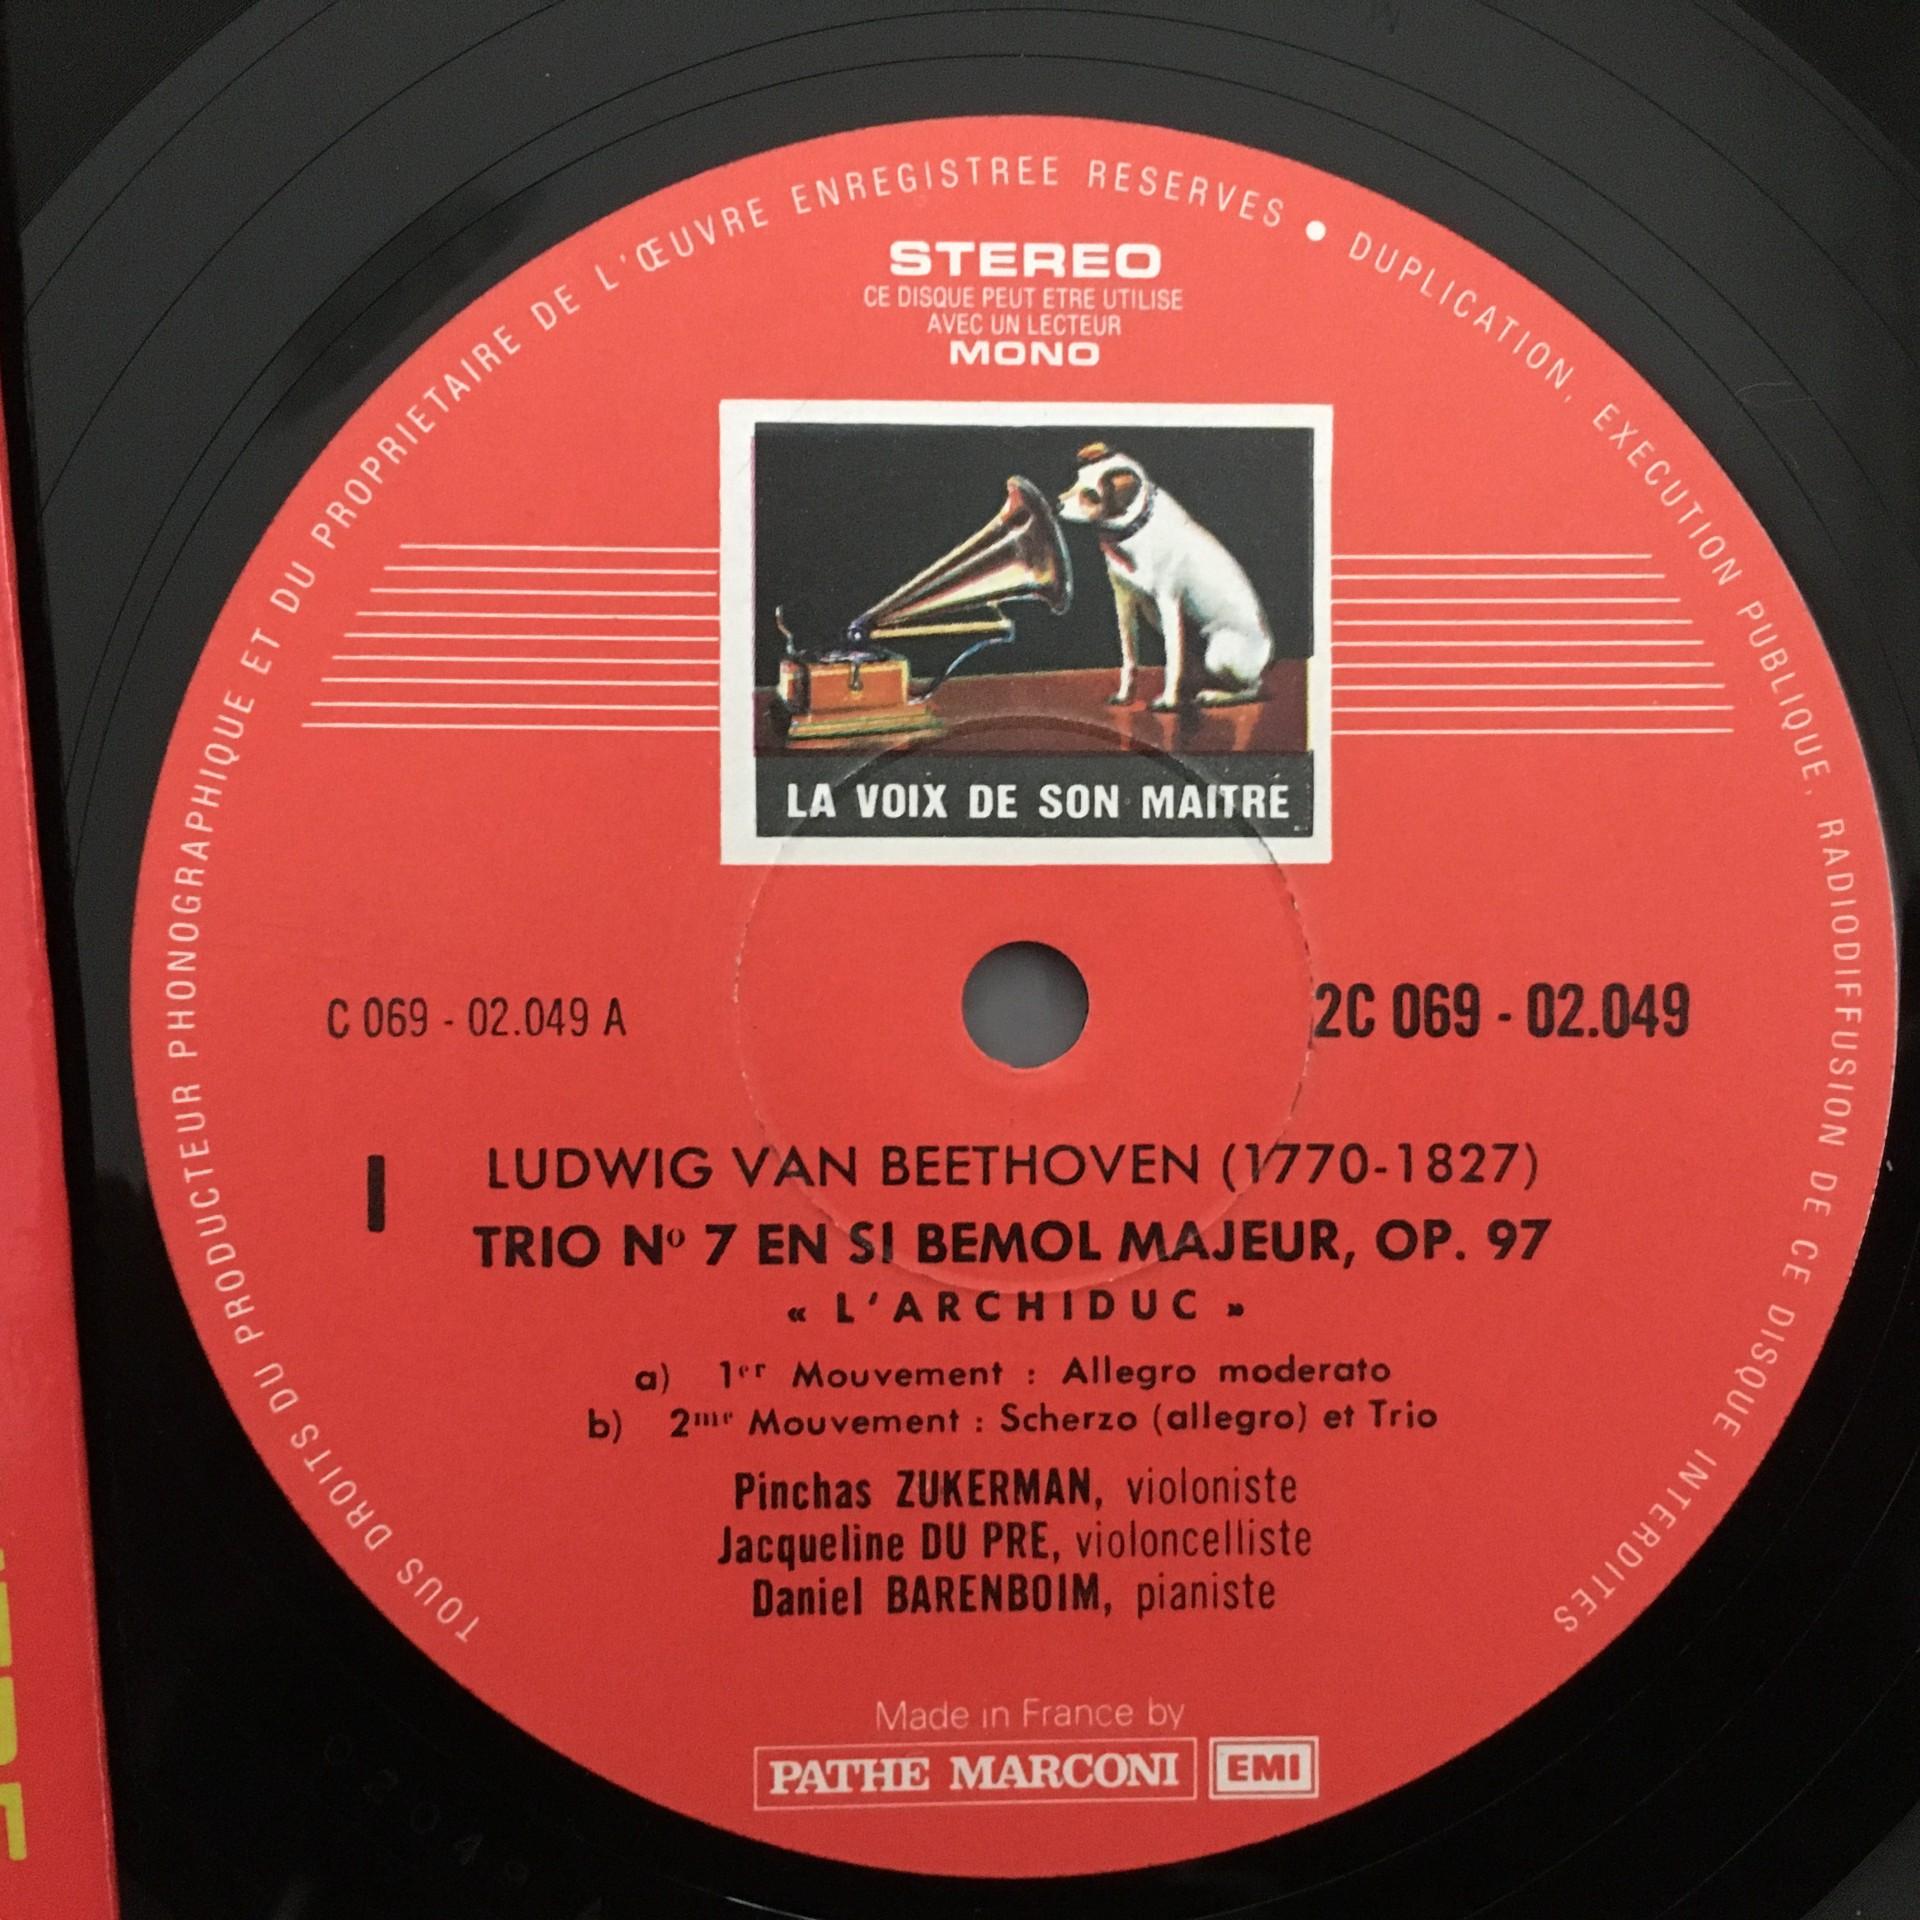 TOUS DROITS DU PRODUCTEUR PHONOGRAPHIQUE ET DU PROPRIETAIRE DE L'ŒUVRE ENREGISTREE RESERVES • DUPLICATION, EXECUTION PUBLIQUE, RADIODIFFUSION DE CE DISQUE INTERDITES
STEREO
CE DISQUE PEUT ETRE UTILISE
AVEC UN LECTEUR
MONO
LA VOIX DE SON MAITRE
C 069 - 02.049 A
2C 069 - 02.049
I
LUDWIG VAN BEETHOVEN (1770-1827)
TRIO Nº 7 EN SI BEMOL MAJEUR, OP. 97
« L'ARCHIDUC »
a) 1er Mouvement : Allegro moderato
b) 2me Mouvement : Scherzo (allegro) et Trio
Pinchas ZUKERMAN, violoniste
Jacqueline DU PRE, violoncelliste
Daniel BARENBOIM, pianiste
Made in France by
PATHE MARCONI EMI